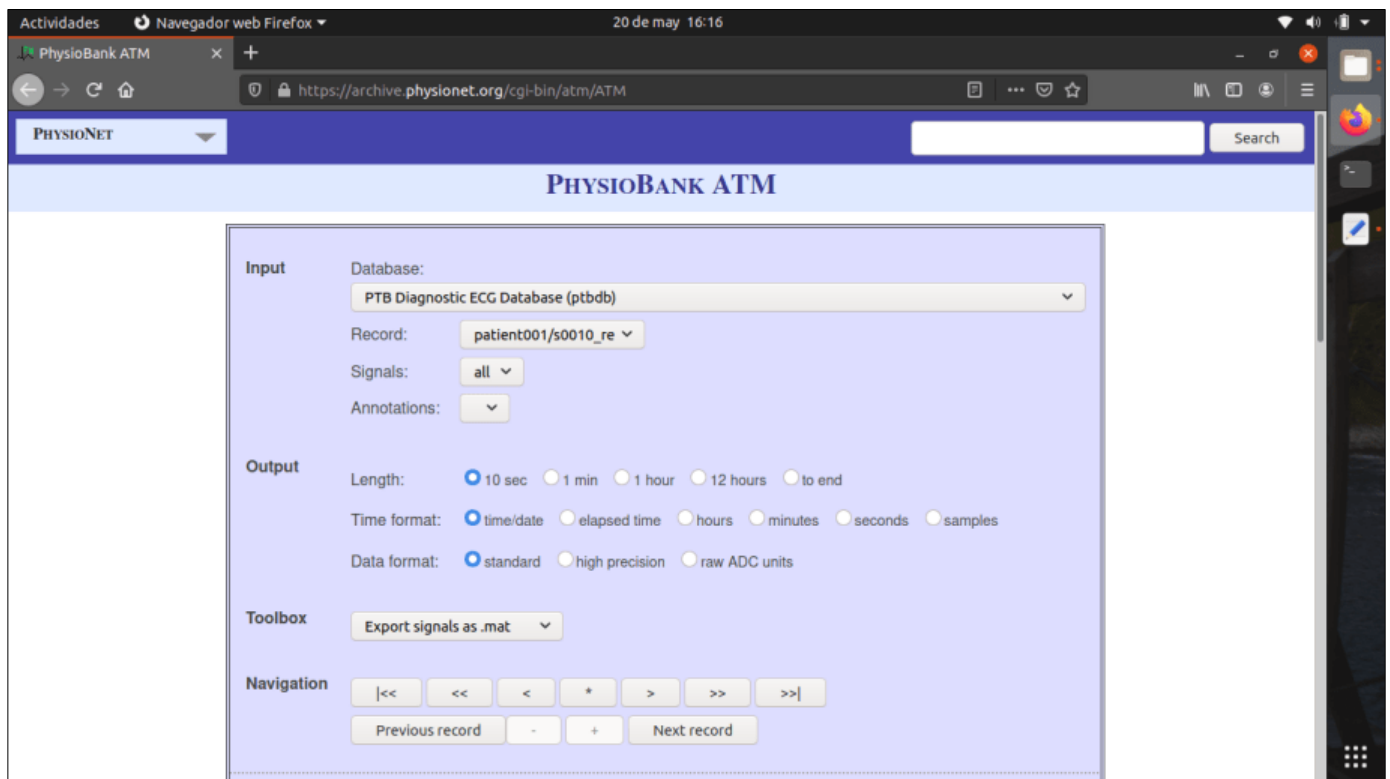 Actividades Navegador web Firefox 20 de may 16:16
PhysioBank ATM
https://archive.physionet.org/cgi-bin/atm/ATM
PHYSIONET Search
PHYSIOBANK ATM
Input Database:
PTB Diagnostic ECG Database (ptbdb)
Record: patient001/s0010_re
Signals: all
Annotations:
Output Length: 10 sec 1 min 1 hour 12 hours to end
Time format: time/date elapsed time hours minutes seconds samples
Data format: standard high precision raw ADC units
Toolbox Export signals as .mat
Navigation |<< << < * > >> >>|
Previous record - + Next record